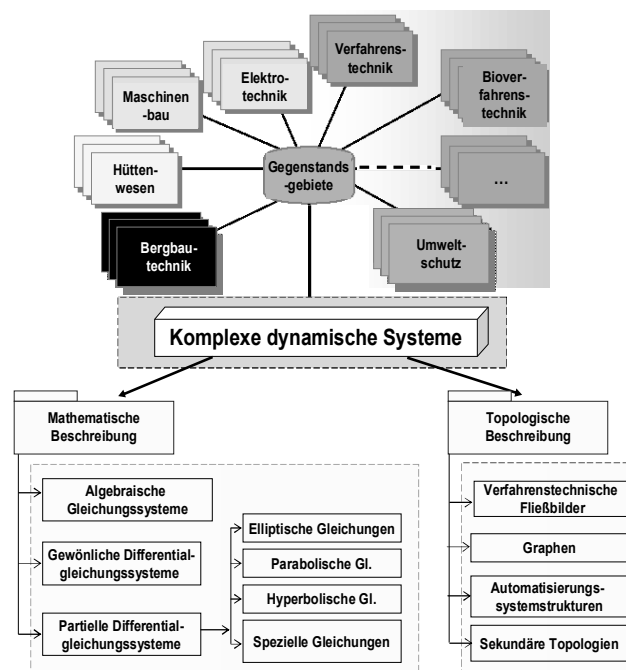 Verfahrens-
technik
Elektro-
technik
Biover-
fahrens-
technik
Maschinen
-bau
Gegenstands
-gebiete
Hütten-
wesen
...
Bergbau-
technik
Umwelt-
schutz
Komplexe dynamische Systeme
Mathematische
Beschreibung
Topologische
Beschreibung
Algebraische
Gleichungssysteme
Gewönliche Differential-
gleichungssysteme
Partielle Differential-
gleichungssysteme
Elliptische Gleichungen
Parabolische Gl.
Hyperbolische Gl.
Spezielle Gleichungen
Verfahrenstechnische
Fließbilder
Graphen
Automatisierungs-
systemstrukturen
Sekundäre Topologien